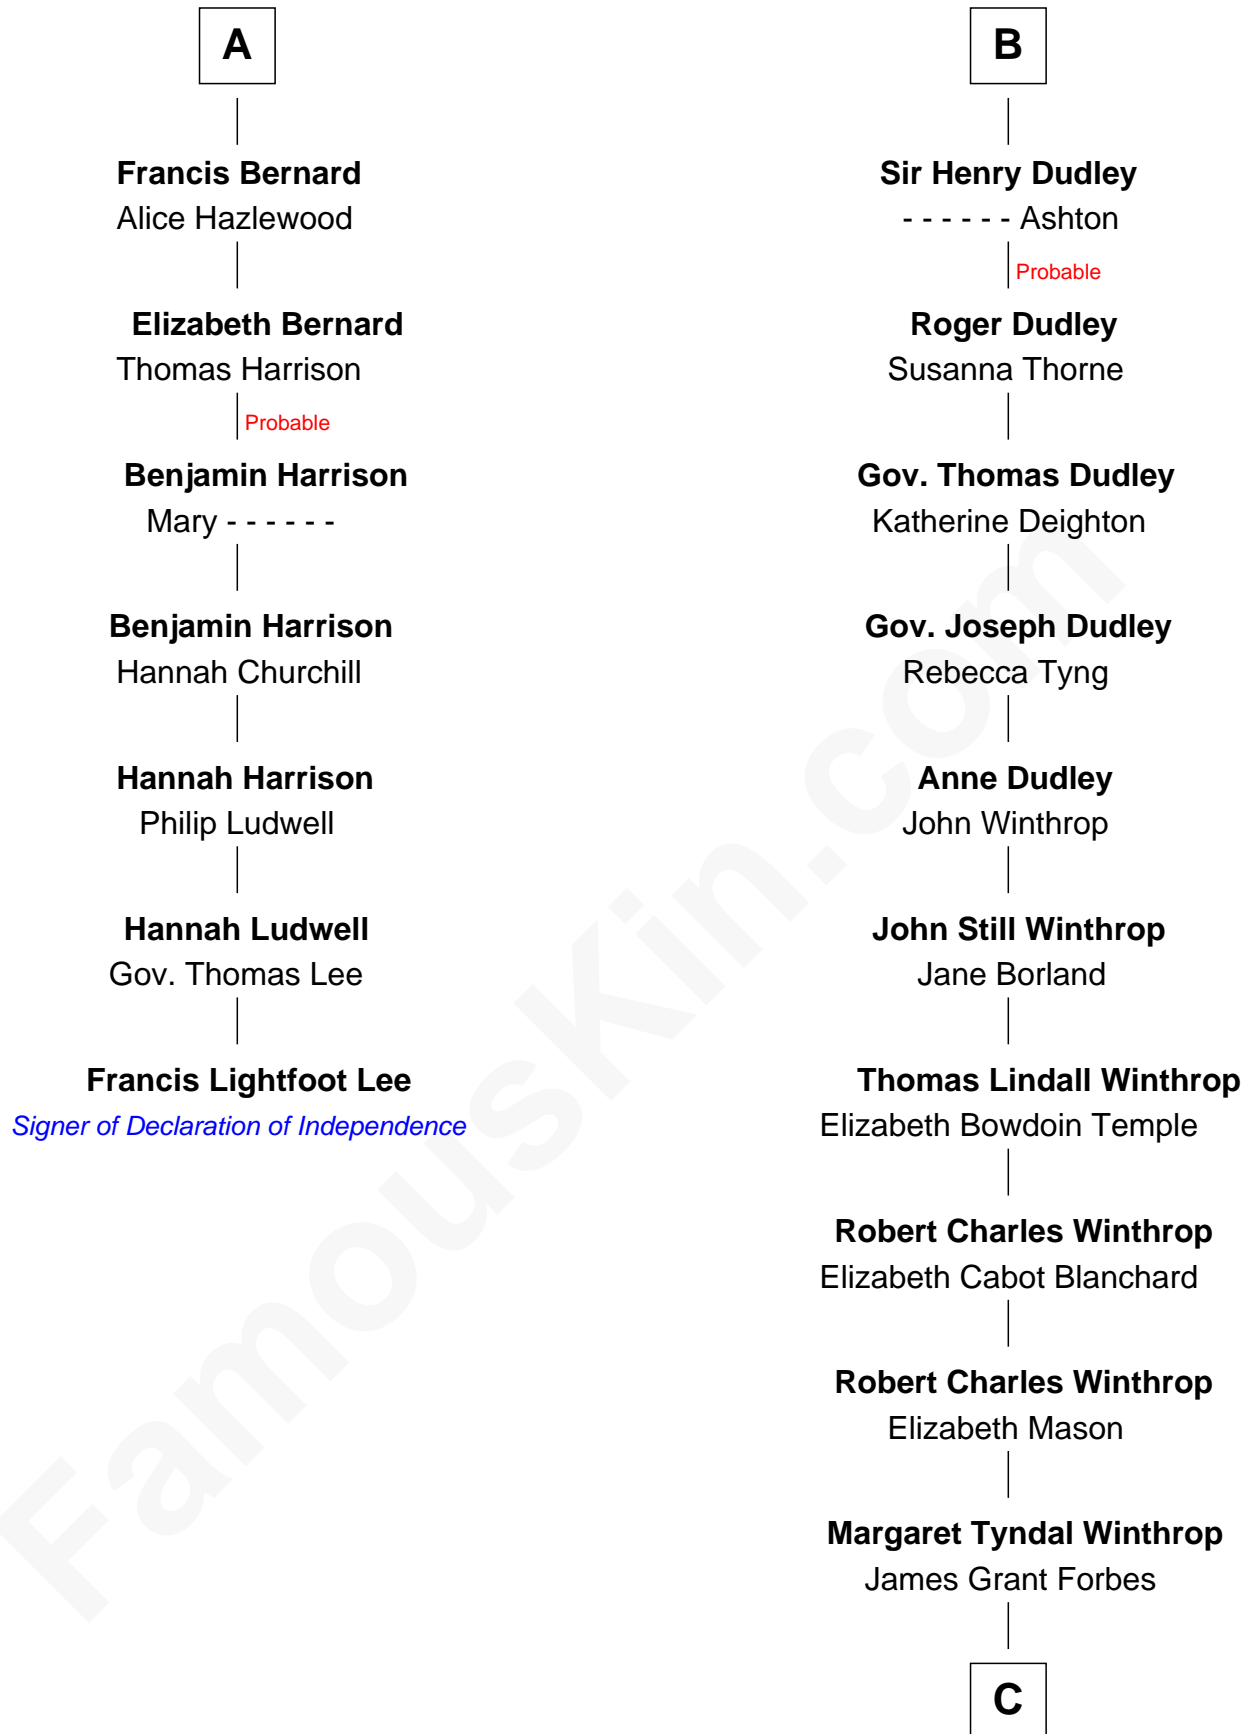 A
Francis Bernard
Alice Hazlewood
Elizabeth Bernard
Thomas Harrison
Probable
Benjamin Harrison
Mary - - - - - -
Benjamin Harrison
Hannah Churchill
Hannah Harrison
Philip Ludwell
Hannah Ludwell
Gov. Thomas Lee
Francis Lightfoot Lee
Signer of Declaration of Independence
B
Sir Henry Dudley
- - - - - - Ashton
Probable
Roger Dudley
Susanna Thorne
Gov. Thomas Dudley
Katherine Deighton
Gov. Joseph Dudley
Rebecca Tyng
Anne Dudley
John Winthrop
John Still Winthrop
Jane Borland
Thomas Lindall Winthrop
Elizabeth Bowdoin Temple
Robert Charles Winthrop
Elizabeth Cabot Blanchard
Robert Charles Winthrop
Elizabeth Mason
Margaret Tyndal Winthrop
James Grant Forbes
C
FamousKin.com